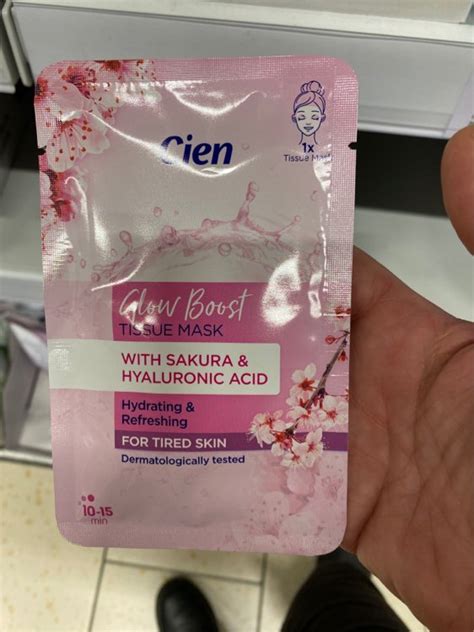 Cien
1x
Tissue Mask
Glow Boost
TISSUE MASK
WITH SAKURA &
HYALURONIC ACID
Hydrating &
Refreshing
FOR TIRED SKIN
Dermatologically tested
10-15
min